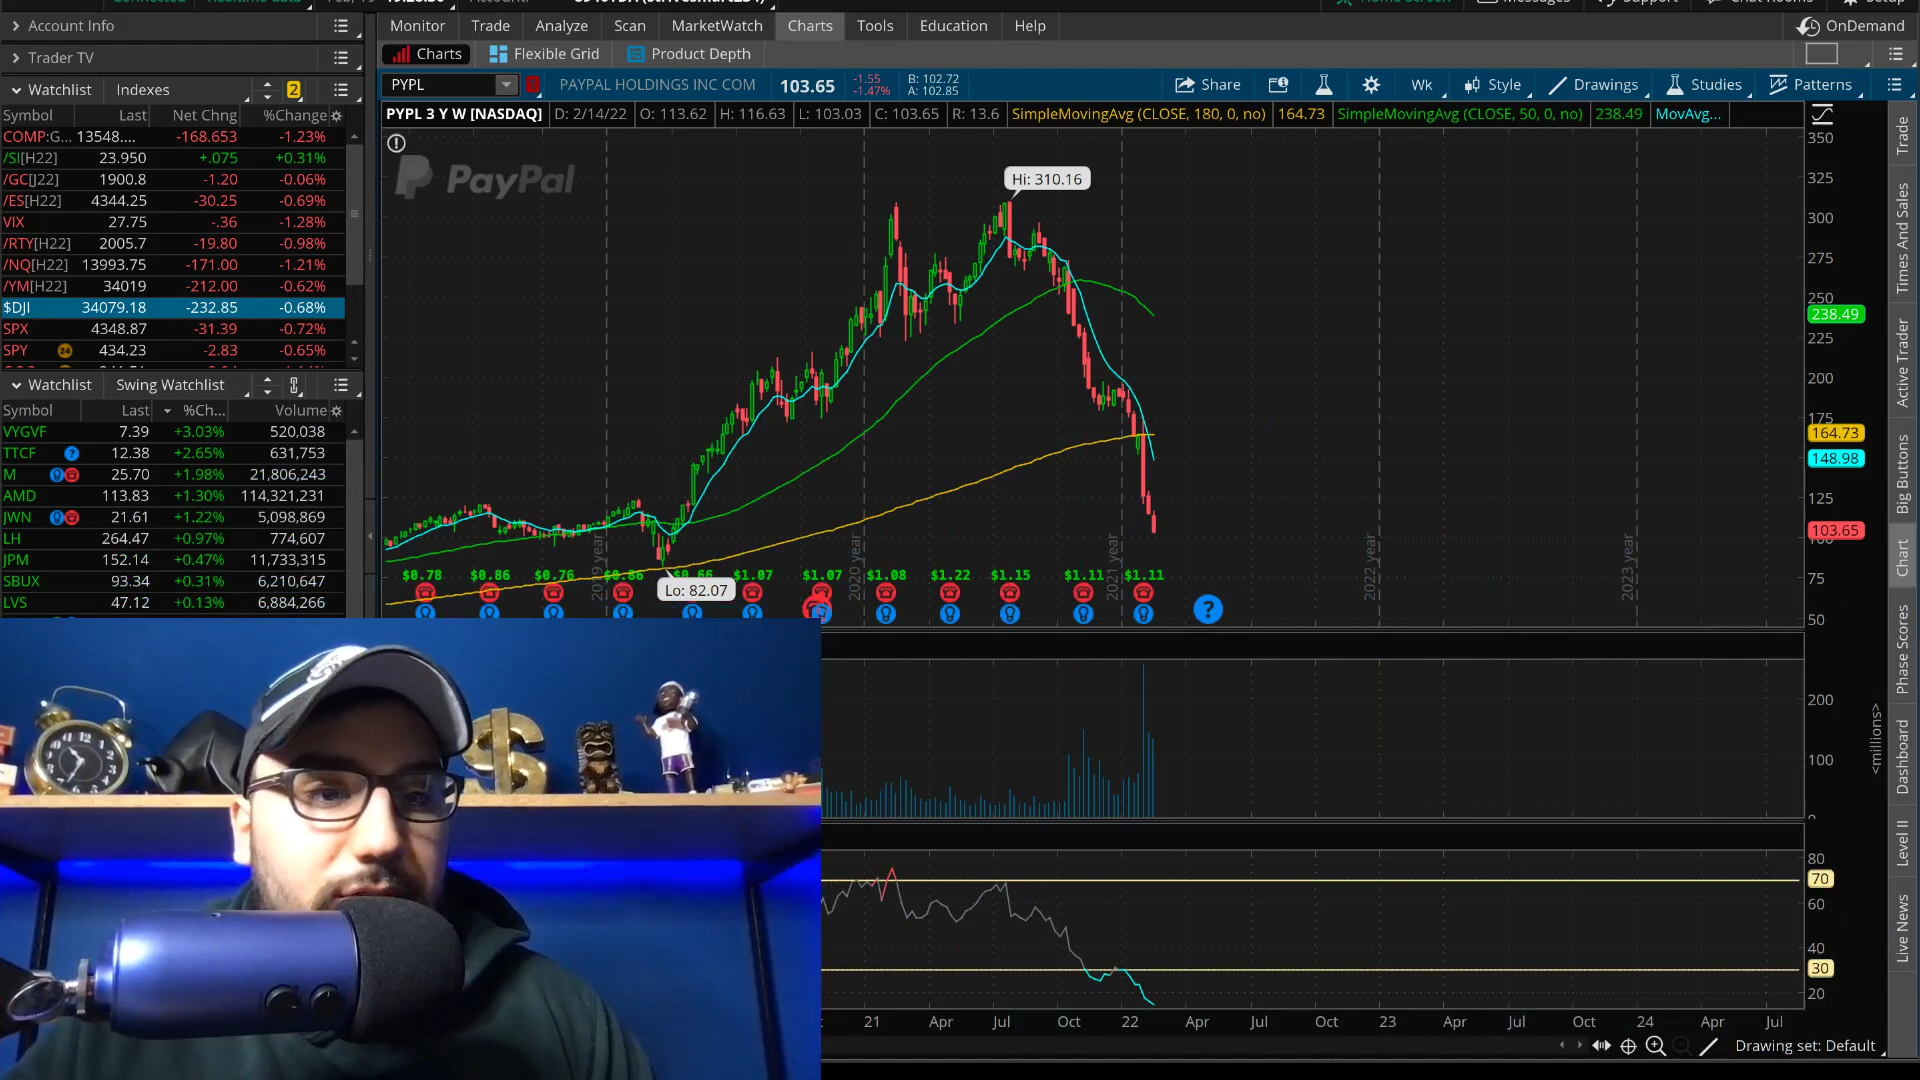 Account Info
Trader TV
Watchlist Indexes 2
Symbol Last Net Chng %Change
COMP:G... 13548.... -168.653 -1.23%
/SI[H22] 23.950 +.075 +0.31%
/GC[J22] 1900.8 -1.20 -0.06%
/ES[H22] 4344.25 -30.25 -0.69%
VIX 27.75 -.36 -1.28%
/RTY[H22] 2005.7 -19.80 -0.98%
/NQ[H22] 13993.75 -171.00 -1.21%
/YM[H22] 34019 -212.00 -0.62%
$DJI 34079.18 -232.85 -0.68%
SPX 4348.87 -31.39 -0.72%
SPY 24 434.23 -2.83 -0.65%
Watchlist Swing Watchlist
Symbol Last %Ch... Volume
VYGVF 7.39 +3.03% 520,038
TTCF ? 12.38 +2.65% 631,753
M 25.70 +1.98% 21,806,243
AMD 113.83 +1.30% 114,321,231
JWN 21.61 +1.22% 5,098,869
LH 264.47 +0.97% 774,607
JPM 152.14 +0.47% 11,733,315
SBUX 93.34 +0.31% 6,210,647
LVS 47.12 +0.13% 6,884,266
Monitor Trade Analyze Scan MarketWatch Charts Tools Education Help OnDemand
Charts Flexible Grid Product Depth
PYPL PAYPAL HOLDINGS INC COM 103.65 -1.55 -1.47% B: 102.72 A: 102.85 Share Wk Style Drawings Studies Patterns
PYPL 3 Y W [NASDAQ] D: 2/14/22 O: 113.62 H: 116.63 L: 103.03 C: 103.65 R: 13.6 SimpleMovingAvg (CLOSE, 180, 0, no) 164.73 SimpleMovingAvg (CLOSE, 50, 0, no) 238.49 MovAvg...
PayPal
Hi: 310.16
Lo: 82.07
350
325
300
275
250
238.49
225
200
175
164.73
148.98
125
103.65
100
75
50
$0.78 $0.86 $0.76 $0.86 $0.66 $1.07 $1.07 $1.08 $1.22 $1.15 $1.11 $1.11
2019 year
2020 year
2021 year
2022 year
2023 year
?
200
100
<millions>
80
70
60
40
30
20
21 Apr Jul Oct 22 Apr Jul Oct 23 Apr Jul Oct 24 Apr Jul
Drawing set: Default
Trade
Times And Sales
Active Trader
Big Buttons
Chart
Phase Scores
Dashboard
Level II
Live News